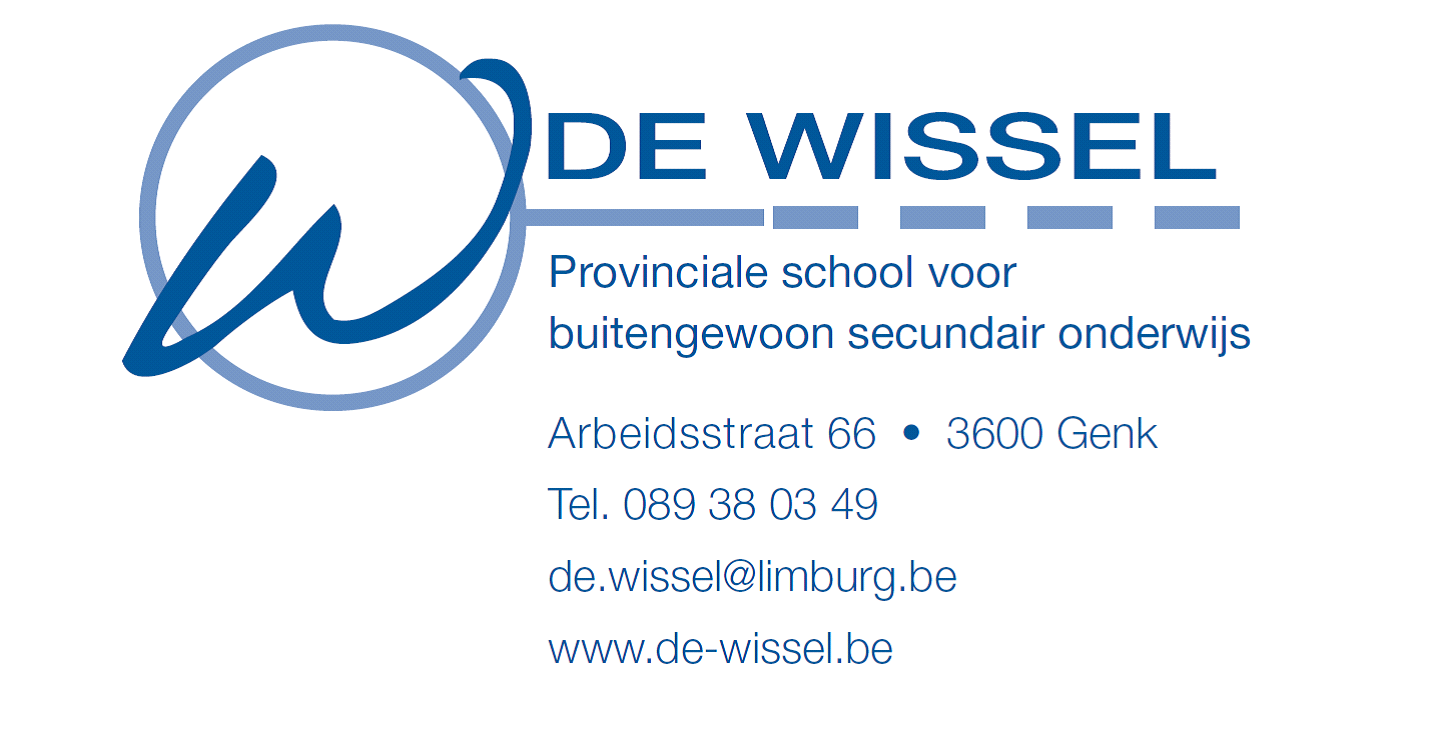 DE WISSEL
Provinciale school voor
buitengewoon secundair onderwijs
Arbeidsstraat 66 • 3600 Genk
Tel. 089 38 03 49
de.wissel@limburg.be
www.de-wissel.be